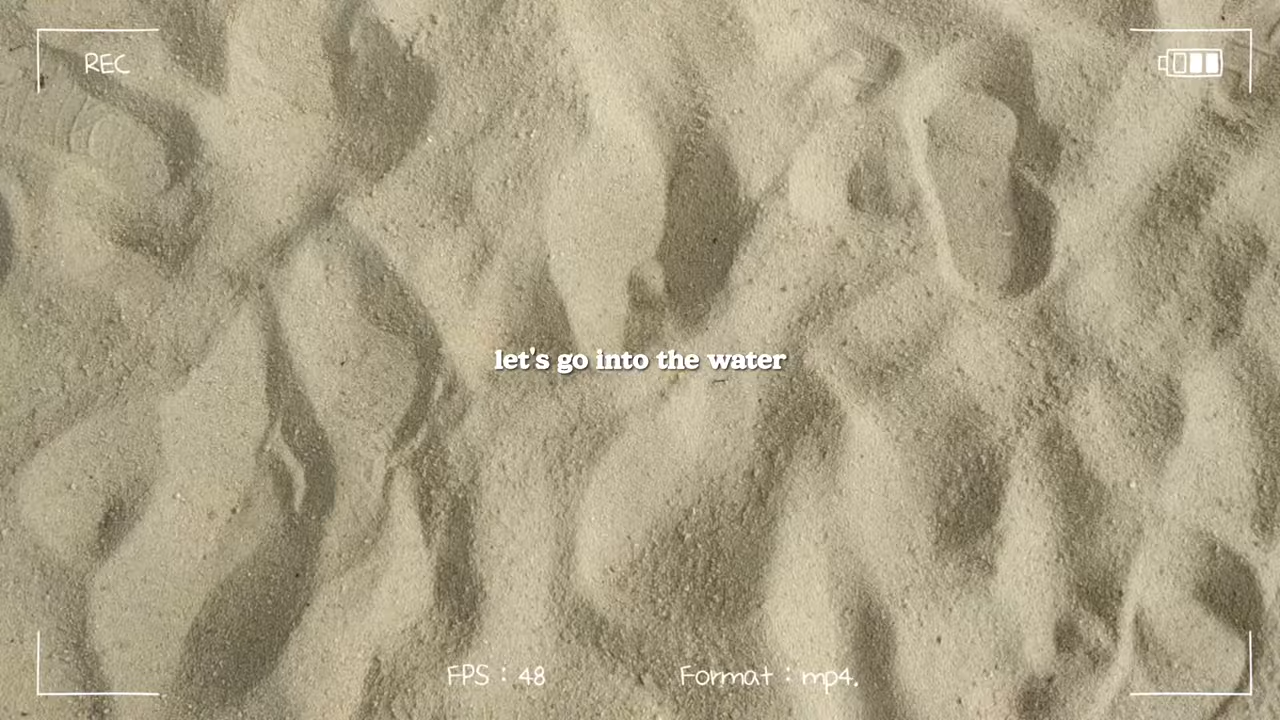 REC
let's go into the water
FPS : 48
Format : mp4.